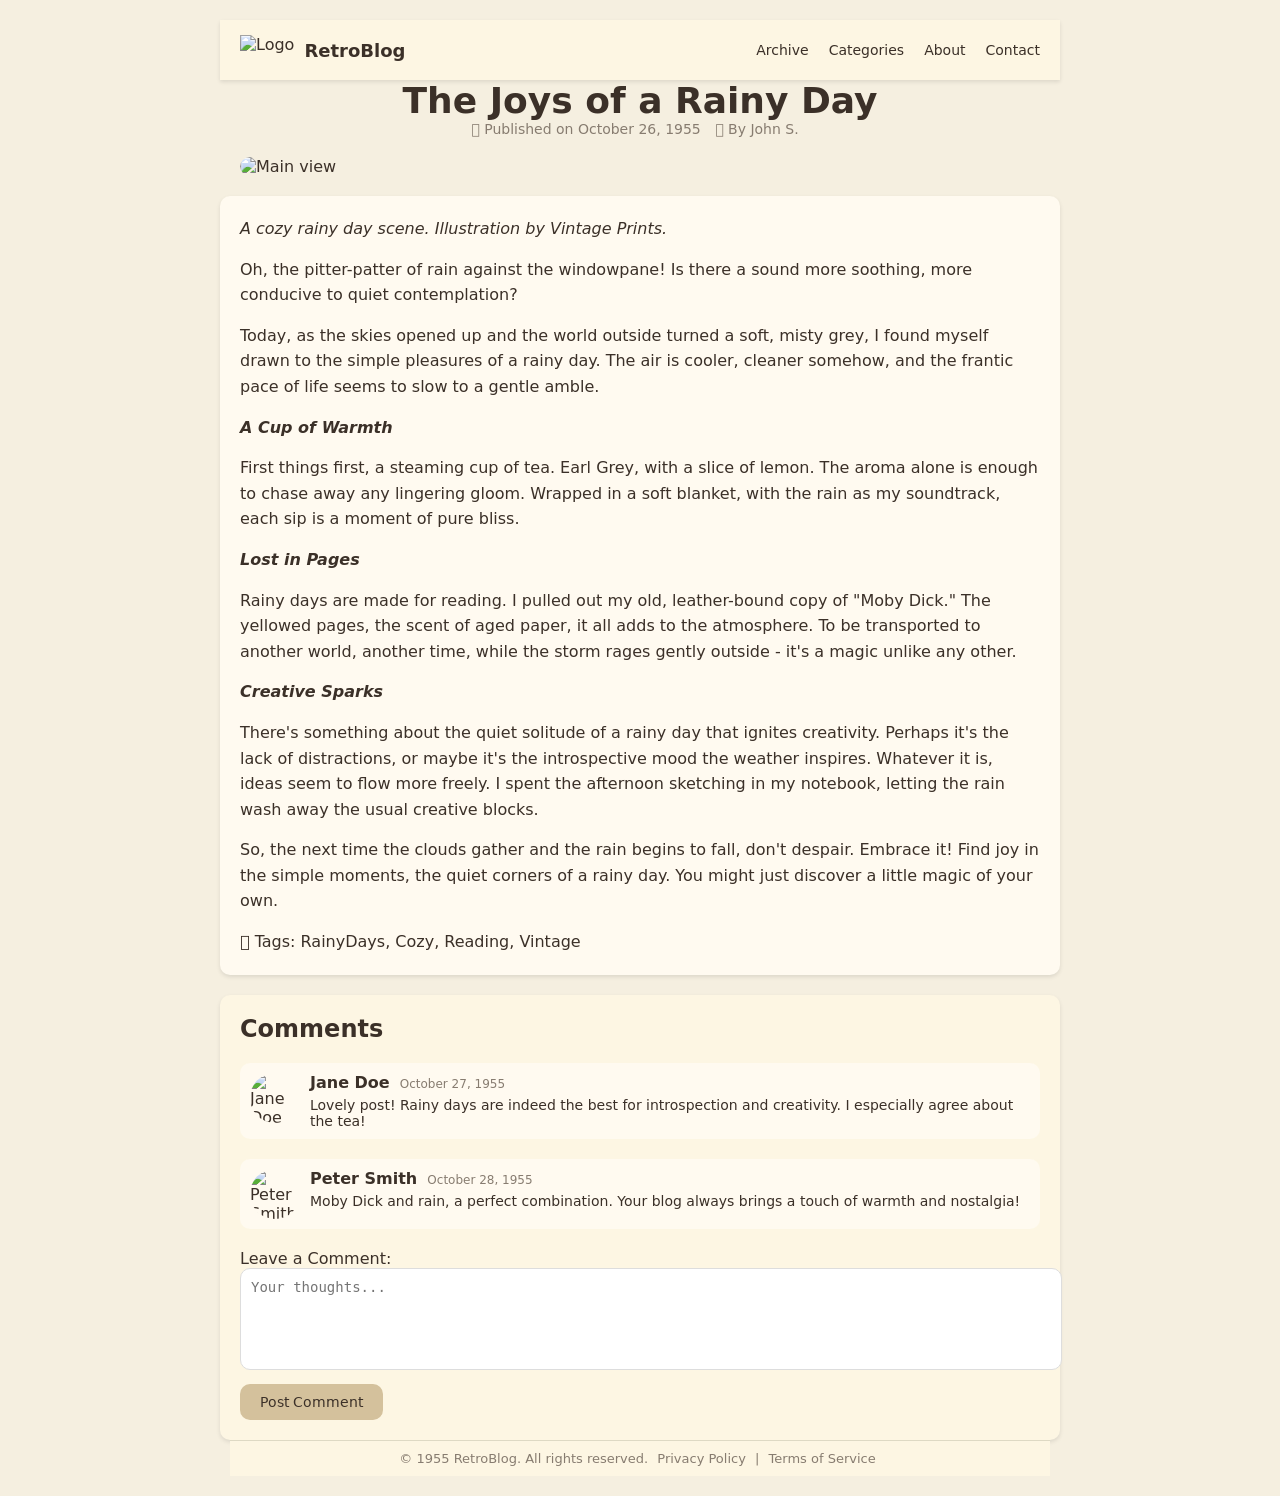 Logo RetroBlog Archive Categories About Contact
The Joys of a Rainy Day
Published on October 26, 1955 By John S.
Main view
A cozy rainy day scene. Illustration by Vintage Prints.
Oh, the pitter-patter of rain against the windowpane! Is there a sound more soothing, more
conducive to quiet contemplation?
Today, as the skies opened up and the world outside turned a soft, misty grey, I found myself
drawn to the simple pleasures of a rainy day. The air is cooler, cleaner somehow, and the frantic
pace of life seems to slow to a gentle amble.
A Cup of Warmth
First things first, a steaming cup of tea. Earl Grey, with a slice of lemon. The aroma alone is enough
to chase away any lingering gloom. Wrapped in a soft blanket, with the rain as my soundtrack,
each sip is a moment of pure bliss.
Lost in Pages
Rainy days are made for reading. I pulled out my old, leather-bound copy of "Moby Dick." The
yellowed pages, the scent of aged paper, it all adds to the atmosphere. To be transported to
another world, another time, while the storm rages gently outside - it's a magic unlike any other.
Creative Sparks
There's something about the quiet solitude of a rainy day that ignites creativity. Perhaps it's the
lack of distractions, or maybe it's the introspective mood the weather inspires. Whatever it is,
ideas seem to flow more freely. I spent the afternoon sketching in my notebook, letting the rain
wash away the usual creative blocks.
So, the next time the clouds gather and the rain begins to fall, don't despair. Embrace it! Find joy in
the simple moments, the quiet corners of a rainy day. You might just discover a little magic of your
own.
Tags: RainyDays, Cozy, Reading, Vintage
Comments
Jane
Doe
Jane Doe October 27, 1955
Lovely post! Rainy days are indeed the best for introspection and creativity. I especially agree about
the tea!
Peter
Smith
Peter Smith October 28, 1955
Moby Dick and rain, a perfect combination. Your blog always brings a touch of warmth and nostalgia!
Leave a Comment:
Your thoughts...
Post Comment
© 1955 RetroBlog. All rights reserved. Privacy Policy | Terms of Service